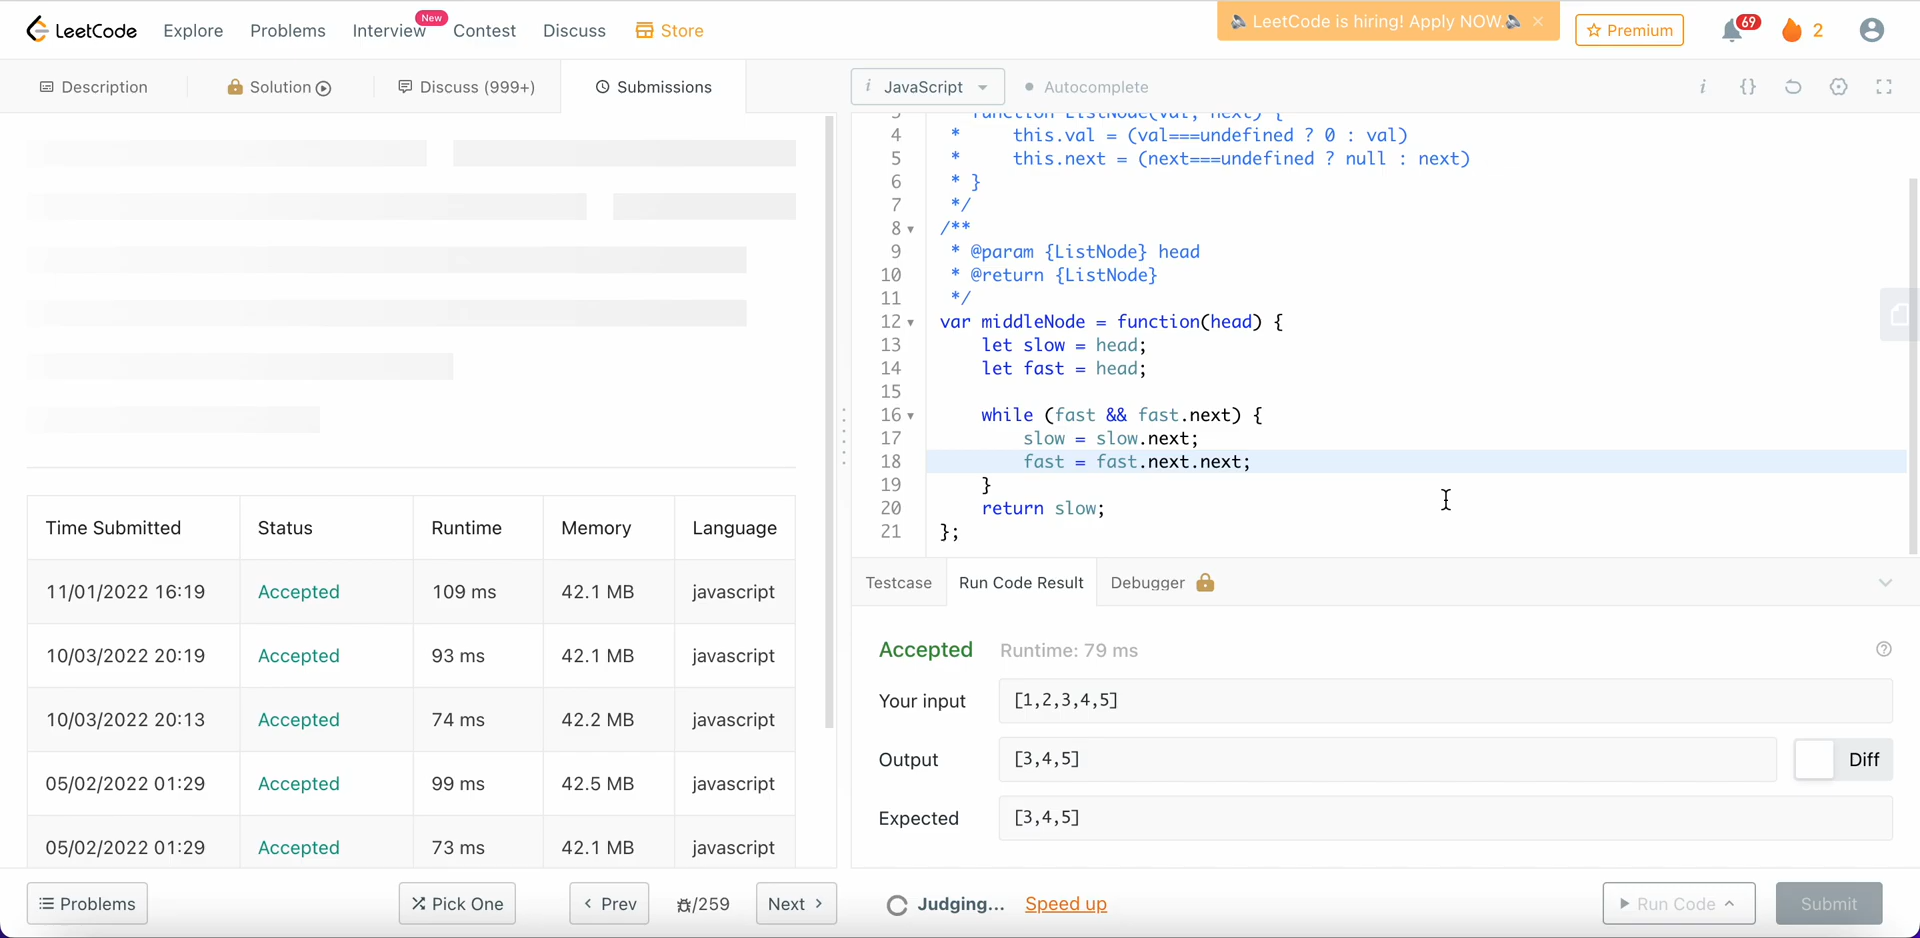 LeetCode Explore Problems Interview New Contest Discuss Store LeetCode is hiring! Apply NOW. × Premium 69 2
Description Solution Discuss (999+) Submissions
Time Submitted Status Runtime Memory Language
11/01/2022 16:19 Accepted 109 ms 42.1 MB javascript
10/03/2022 20:19 Accepted 93 ms 42.1 MB javascript
10/03/2022 20:13 Accepted 74 ms 42.2 MB javascript
05/02/2022 01:29 Accepted 99 ms 42.5 MB javascript
05/02/2022 01:29 Accepted 73 ms 42.1 MB javascript
Problems Pick One < Prev /259 Next >
i JavaScript Autocomplete i {}
3 * function ListNode(val, next) {
4 *     this.val = (val===undefined ? 0 : val)
5 *     this.next = (next===undefined ? null : next)
6 * }
7 */
8 /**
9 * @param {ListNode} head
10 * @return {ListNode}
11 */
12 var middleNode = function(head) {
13 let slow = head;
14 let fast = head;
15
16 while (fast && fast.next) {
17 slow = slow.next;
18 fast = fast.next.next;
19 }
20 return slow;
21 };
Testcase Run Code Result Debugger
Accepted Runtime: 79 ms
Your input [1,2,3,4,5]
Output [3,4,5] Diff
Expected [3,4,5]
Judging... Speed up Run Code Submit